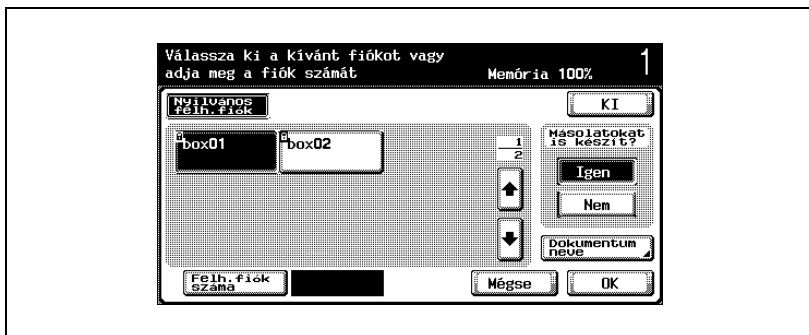 Válassza ki a kívánt fiókot vagy
adja meg a fiók számát
Memória 100%
1
Nyilvános
felh.fiók
KI
box01
box02
1
2
Másolatokat
is készít?
Igen
Nem
Dokumentum
neve
Felh.fiók
száma
Mégse
OK